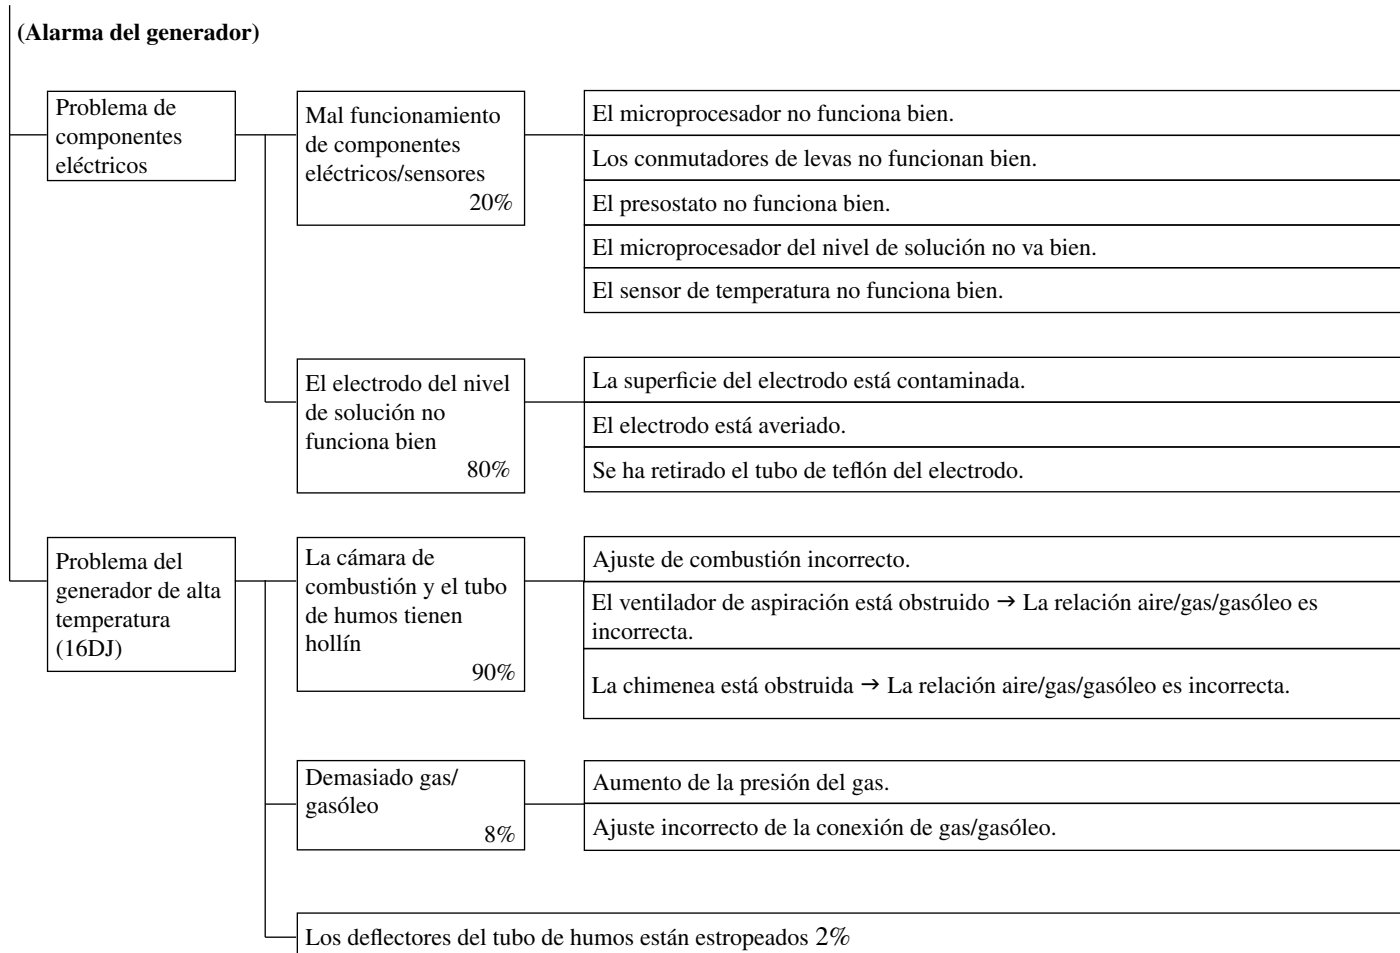 (Alarma del generador)
Problema de
componentes
eléctricos
Mal funcionamiento
de componentes
eléctricos/sensores
20%
El microprocesador no funciona bien.
Los conmutadores de levas no funcionan bien.
El presostato no funciona bien.
El microprocesador del nivel de solución no va bien.
El sensor de temperatura no funciona bien.
El electrodo del nivel
de solución no
funciona bien
80%
La superficie del electrodo está contaminada.
El electrodo está averiado.
Se ha retirado el tubo de teflón del electrodo.
Problema del
generador de alta
temperatura
(16DJ)
La cámara de
combustión y el tubo
de humos tienen
hollín
90%
Ajuste de combustión incorrecto.
El ventilador de aspiración está obstruido → La relación aire/gas/gasóleo es
incorrecta.
La chimenea está obstruida → La relación aire/gas/gasóleo es incorrecta.
Demasiado gas/
gasóleo
8%
Aumento de la presión del gas.
Ajuste incorrecto de la conexión de gas/gasóleo.
Los deflectores del tubo de humos están estropeados 2%